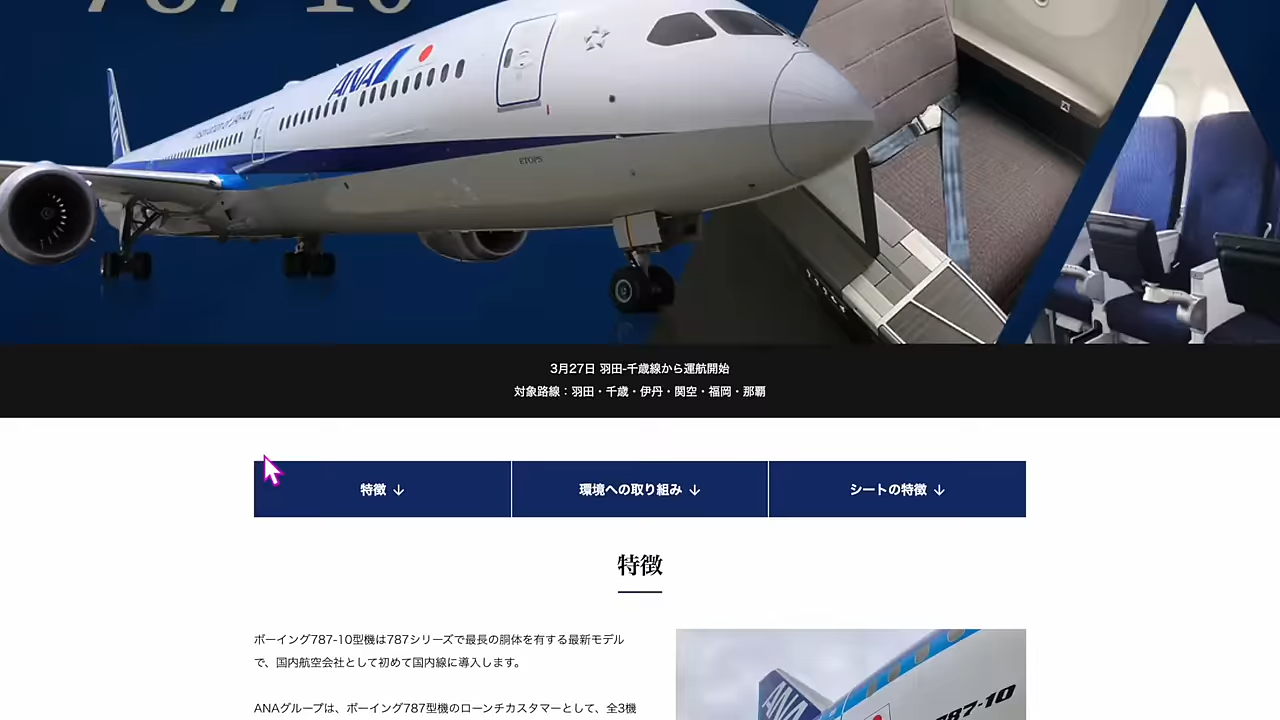 787-10
ANA
Inspiration of JAPAN
ETOPS
3月27日 羽田-千歳線から運航開始
対象路線：羽田・千歳・伊丹・関空・福岡・那覇
特徴 ↓
環境への取り組み ↓
シートの特徴 ↓
特徴
ボーイング787-10型機は787シリーズで最長の胴体を有する最新モデル
で、国内航空会社として初めて国内線に導入します。
ANAグループは、ボーイング787型機のローンチカスタマーとして、全3機
ANA
787-10